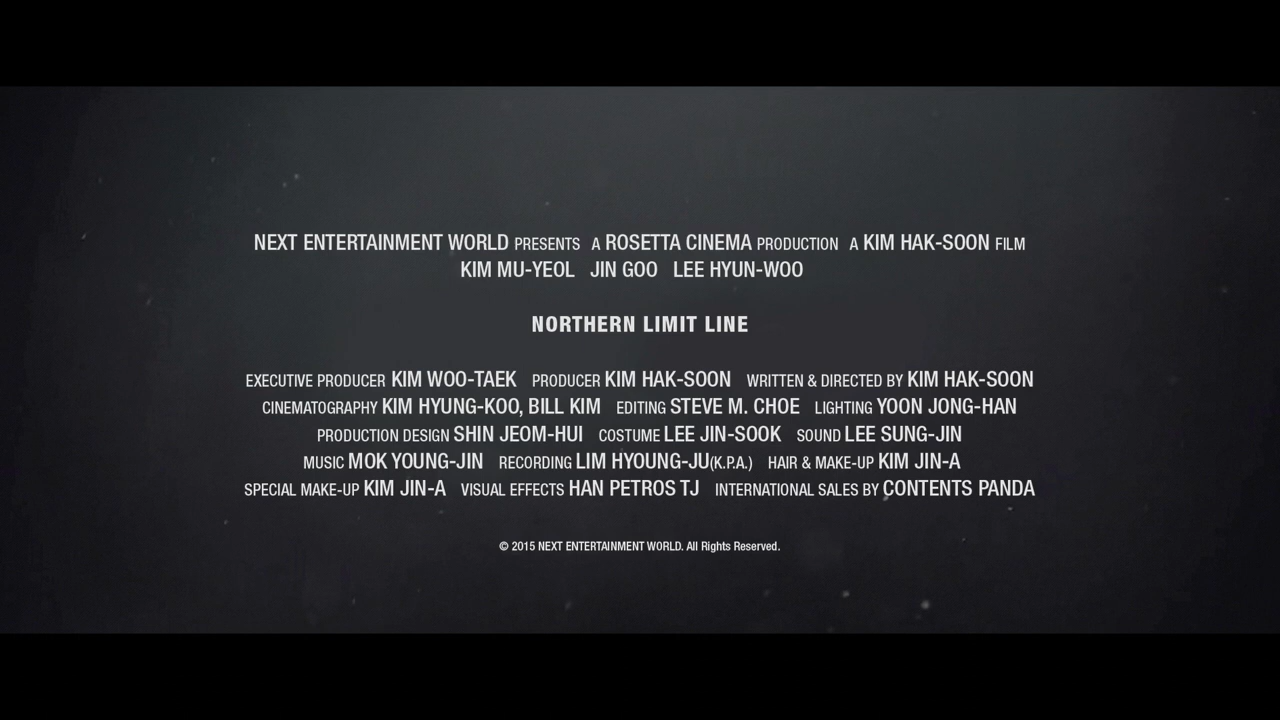 NEXT ENTERTAINMENT WORLD PRESENTS A ROSETTA CINEMA PRODUCTION A KIM HAK-SOON FILM
KIM MU-YEOL JIN GOO LEE HYUN-WOO
NORTHERN LIMIT LINE
EXECUTIVE PRODUCER KIM WOO-TAEK PRODUCER KIM HAK-SOON WRITTEN & DIRECTED BY KIM HAK-SOON
CINEMATOGRAPHY KIM HYUNG-KOO, BILL KIM EDITING STEVE M. CHOE LIGHTING YOON JONG-HAN
PRODUCTION DESIGN SHIN JEOM-HUI COSTUME LEE JIN-SOOK SOUND LEE SUNG-JIN
MUSIC MOK YOUNG-JIN RECORDING LIM HYOUNG-JU(K.P.A.) HAIR & MAKE-UP KIM JIN-A
SPECIAL MAKE-UP KIM JIN-A VISUAL EFFECTS HAN PETROS TJ INTERNATIONAL SALES BY CONTENTS PANDA
© 2015 NEXT ENTERTAINMENT WORLD. All Rights Reserved.